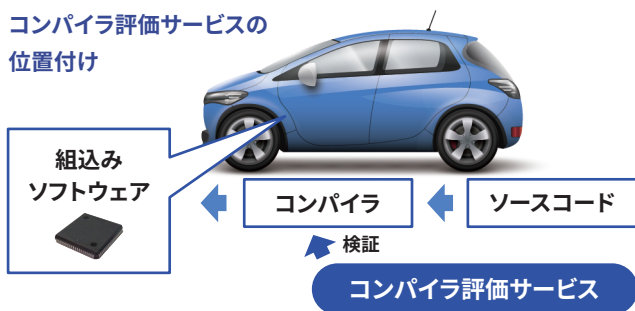 コンパイラ評価サービスの
位置付け
組込み
ソフトウェア
コンパイラ
ソースコード
検証
コンパイラ評価サービス